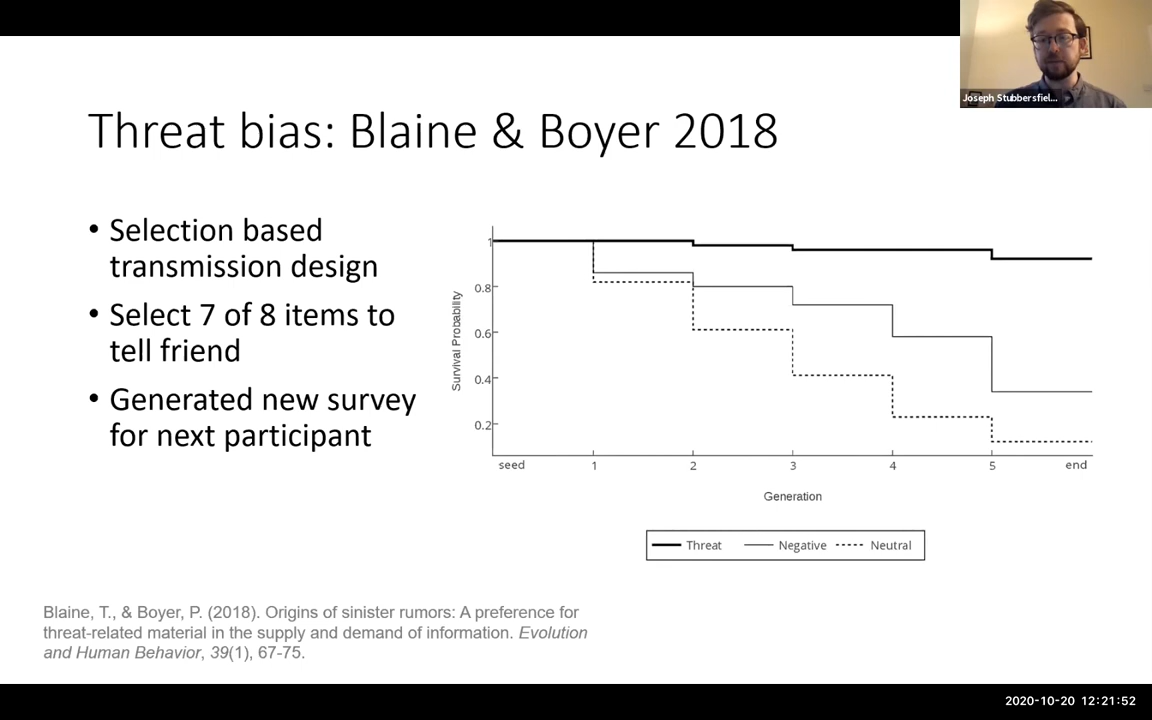 Joseph Stubbersfiel...
Threat bias: Blaine & Boyer 2018
• Selection based
transmission design
• Select 7 of 8 items to
tell friend
• Generated new survey
for next participant
Survival Probability
1
0.8
0.6
0.4
0.2
seed 1 2 3 4 5 end
Generation
Threat Negative Neutral
Blaine, T., & Boyer, P. (2018). Origins of sinister rumors: A preference for
threat-related material in the supply and demand of information. Evolution
and Human Behavior, 39(1), 67-75.
2020-10-20 12:21:52